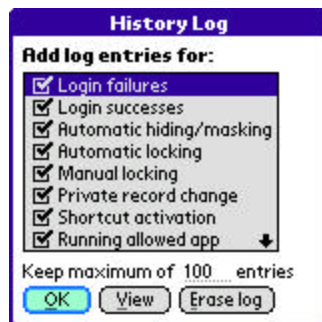 History Log
Add log entries for:
Login failures
Login successes
Automatic hiding/masking
Automatic locking
Manual locking
Private record change
Shortcut activation
Running allowed app
Keep maximum of 100 entries
OK View Erase log